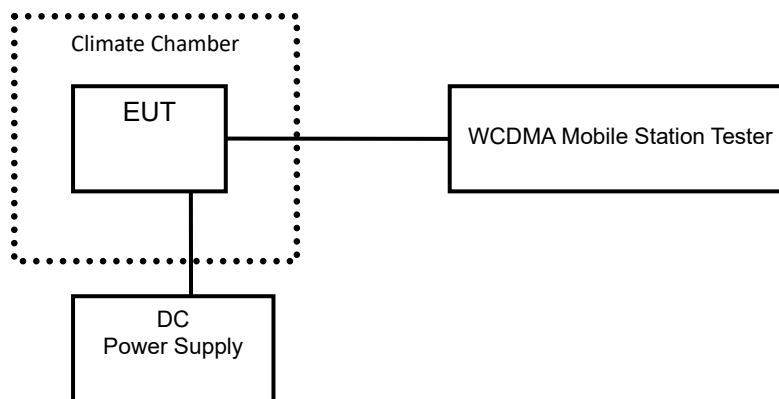 Climate Chamber
EUT
WCDMA Mobile Station Tester
DC
Power Supply